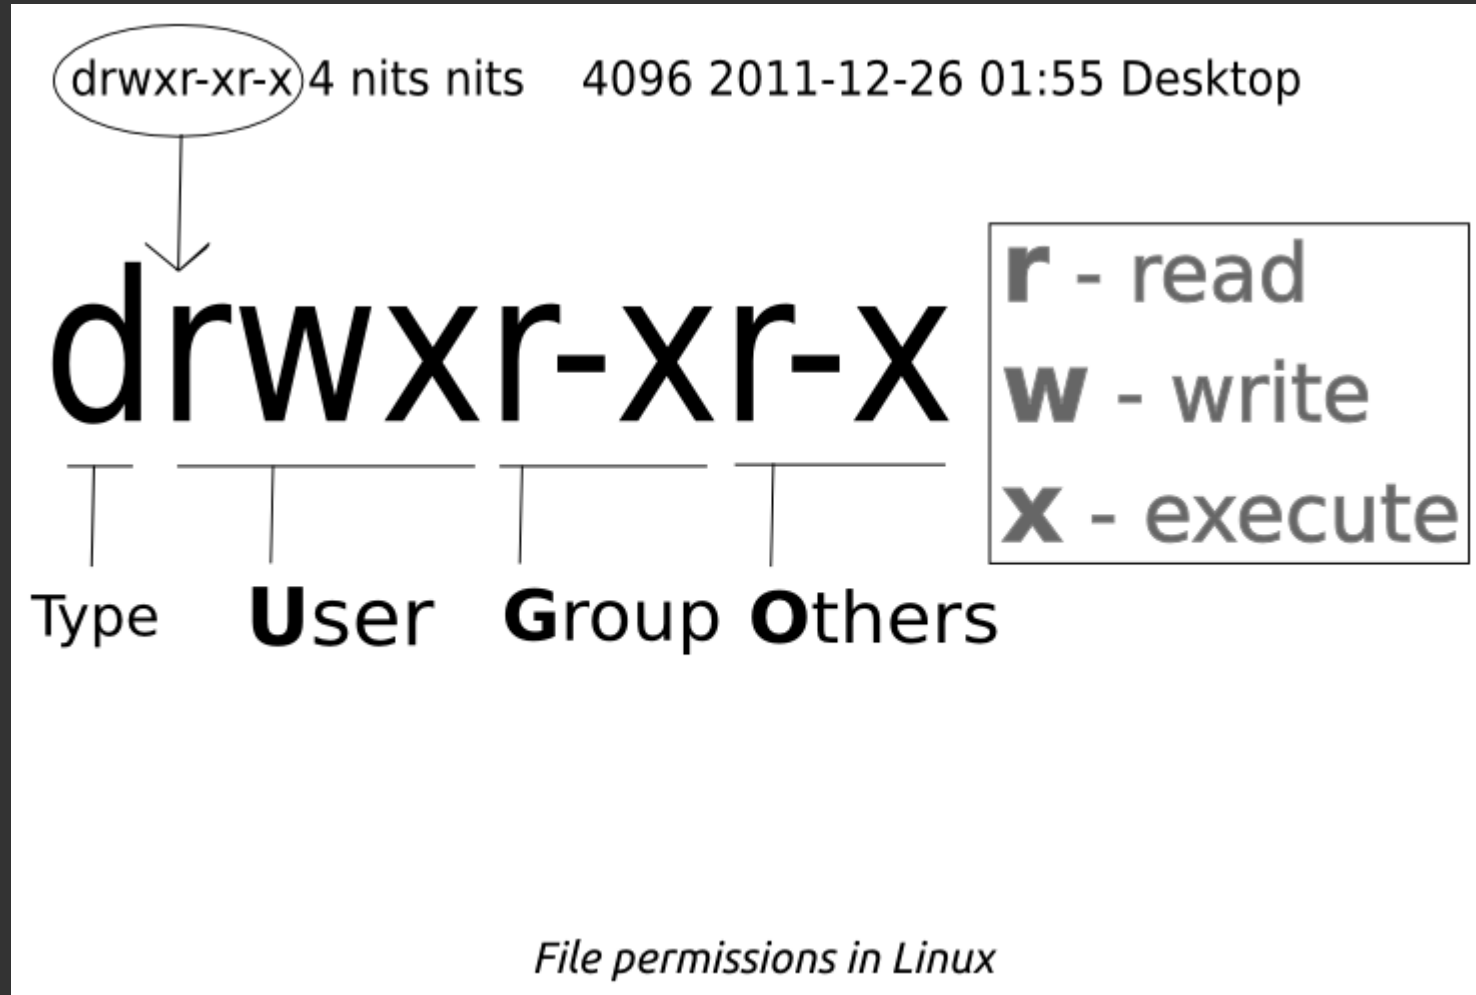 drwxr-xr-x 4 nits nits 4096 2011-12-26 01:55 Desktop
drwxr-xr-x
Type User Group Others
r - read
w - write
x - execute
File permissions in Linux